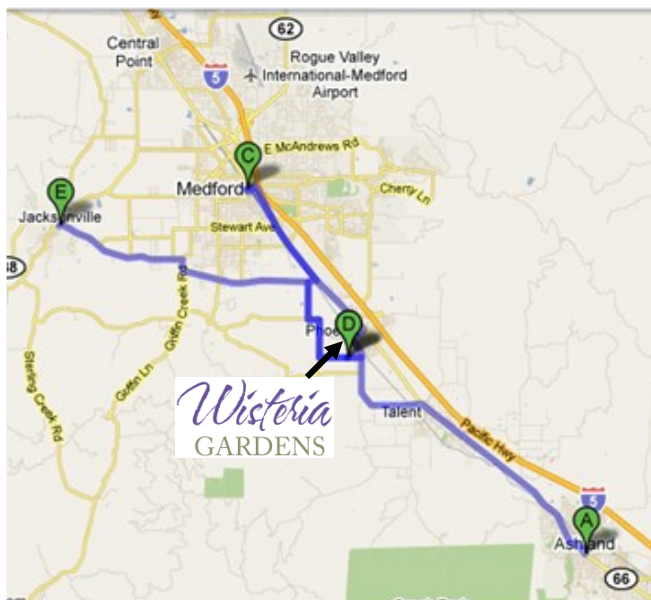 62
Central
Point
Rogue Valley
International-Medford
Airport
5
E McAndrews Rd
C
Medford
Cherry Ln
E
Jacksonville
Stewart Ave
Griffin Creek Rd
D
Griffin Ln
Sterling Creek Rd
Wisteria
GARDENS
Talent
Pacific Hwy
5
A
Ashland
66